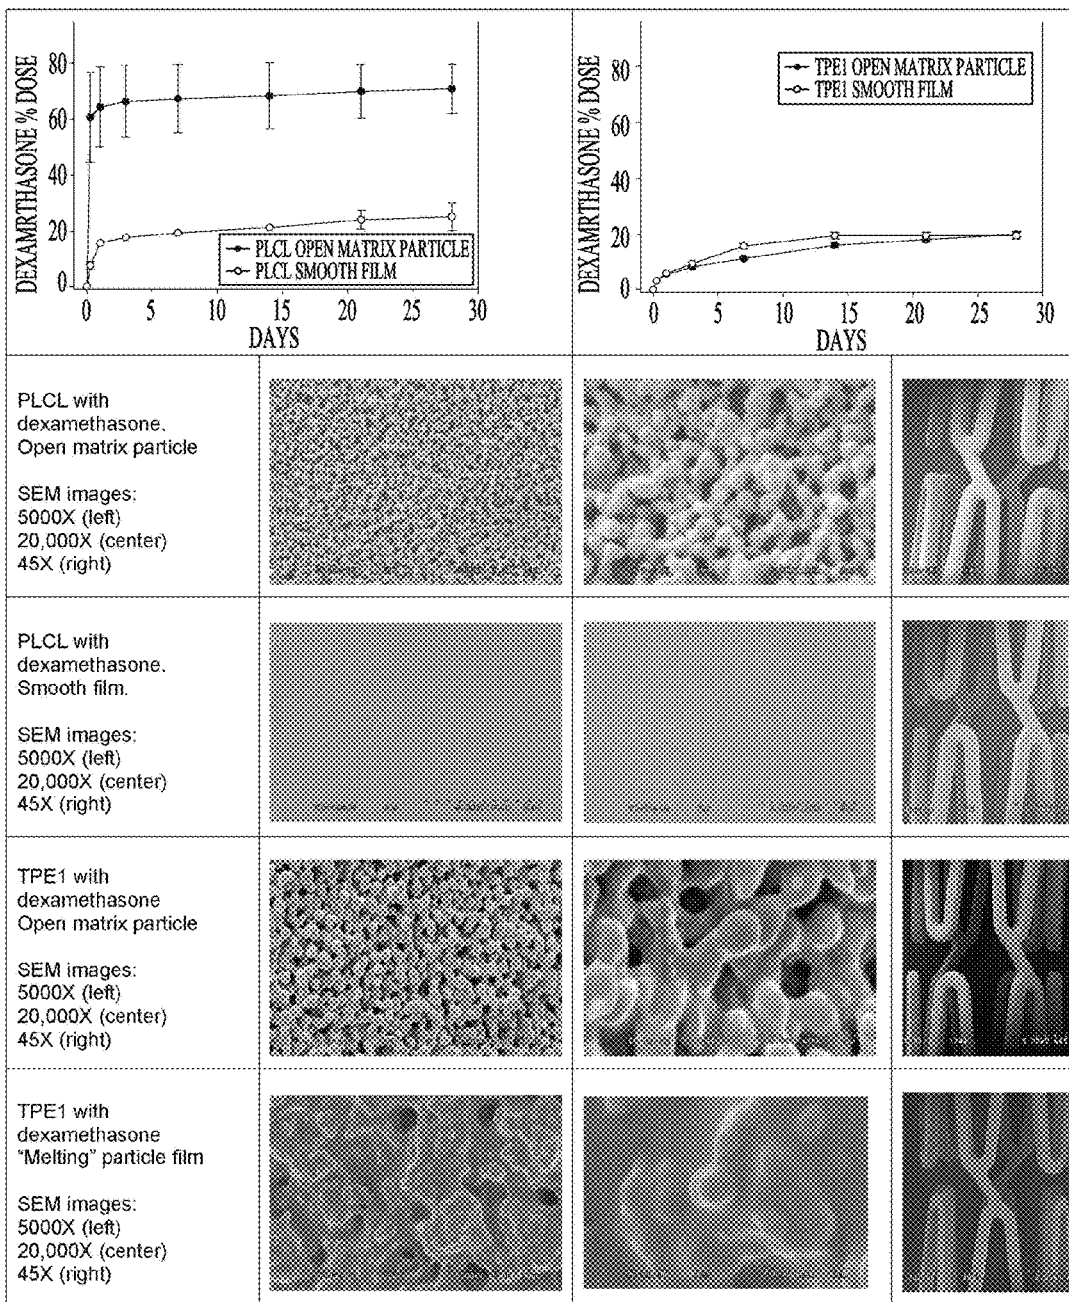 80
60
40
20
0
DEXAMRTHASONE % DOSE
PLCL OPEN MATRIX PARTICLE
PLCL SMOOTH FILM
0 5 10 15 20 25 30
DAYS
80
60
40
20
0
DEXAMRTHASONE % DOSE
TPE1 OPEN MATRIX PARTICLE
TPE1 SMOOTH FILM
0 5 10 15 20 25 30
DAYS
PLCL with
dexamethasone.
Open matrix particle
SEM images:
5000X (left)
20,000X (center)
45X (right)
PLCL with
dexamethasone.
Smooth film.
SEM images:
5000X (left)
20,000X (center)
45X (right)
TPE1 with
dexamethasone
Open matrix particle
SEM images:
5000X (left)
20,000X (center)
45X (right)
TPE1 with
dexamethasone
"Melting" particle film
SEM images:
5000X (left)
20,000X (center)
45X (right)